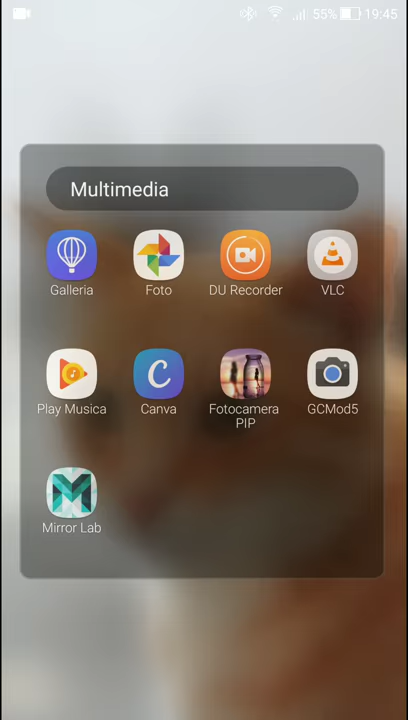 55% 19:45
Multimedia
Galleria Foto DU Recorder VLC
Play Musica Canva Fotocamera PIP GCMod5
Mirror Lab